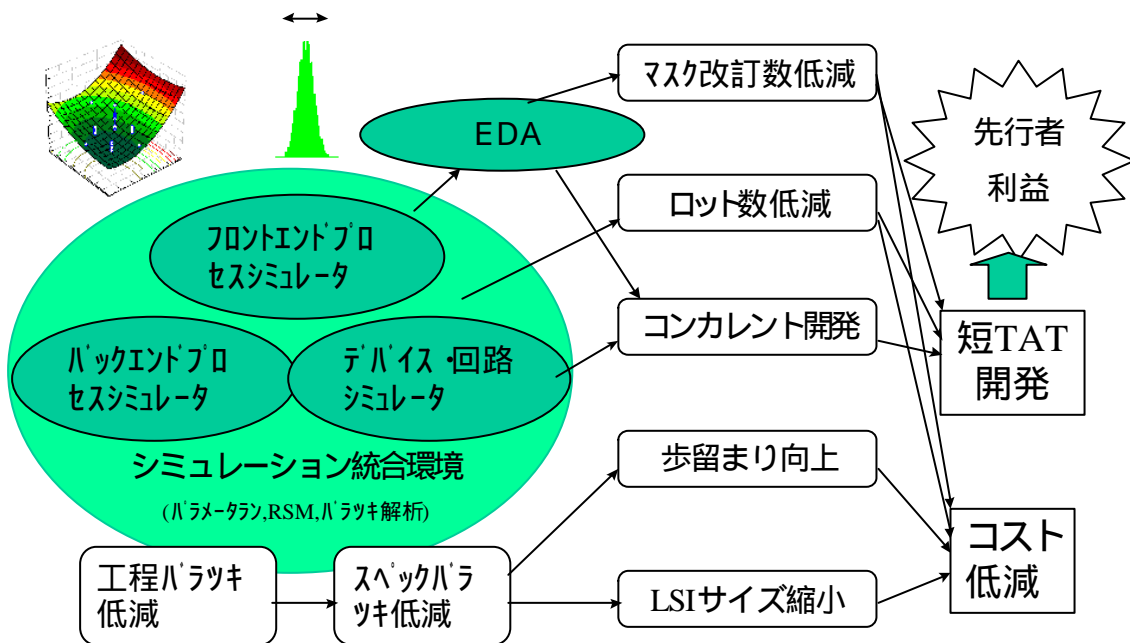 マスク改訂数低減
EDA
先行者
利益
ロット数低減
ﾌﾛﾝﾄｴﾝﾄﾞﾌﾟﾛ
ｾｽｼﾐｭﾚｰﾀ
コンカレント開発
短TAT
開発
ﾊﾞｯｸｴﾝﾄﾞﾌﾟﾛ
ｾｽｼﾐｭﾚｰﾀ
ﾃﾞﾊﾞｲｽ・回路
ｼﾐｭﾚｰﾀ
シミュレーション統合環境
(ﾊﾟﾗﾒｰﾀﾗﾝ,RSM,ﾊﾞﾗﾂｷ解析)
歩留まり向上
コスト
低減
工程ﾊﾞﾗﾂｷ
低減
ｽﾍﾟｯｸﾊﾞﾗ
ﾂｷ低減
LSIサイズ縮小